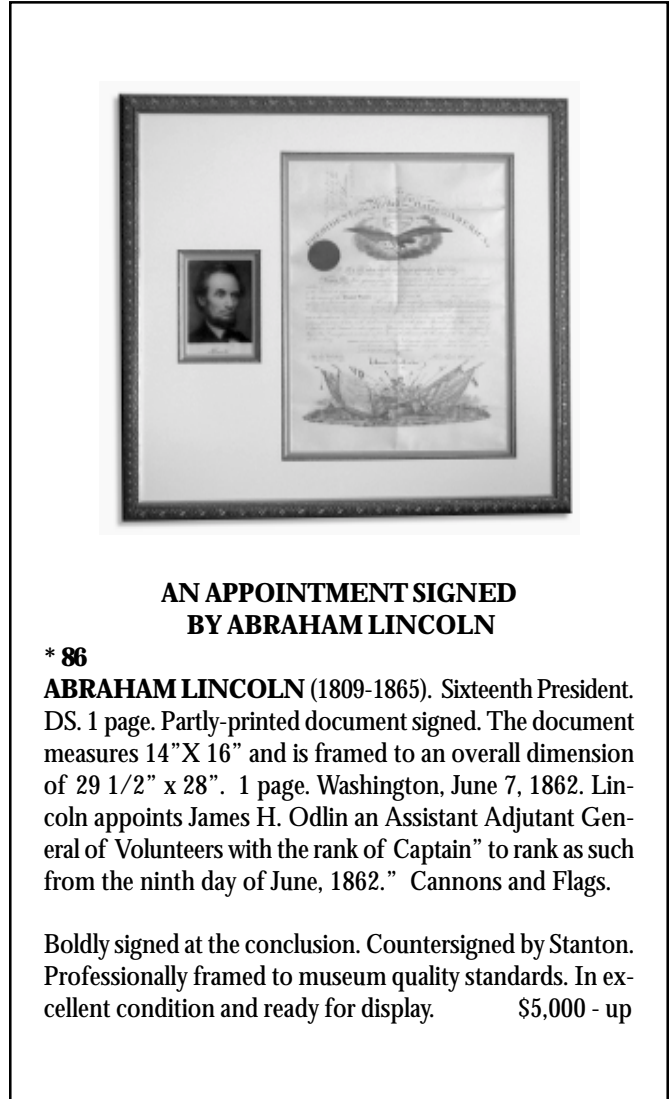 PRESIDENT
AN APPOINTMENT SIGNED
BY ABRAHAM LINCOLN
* 86
ABRAHAM LINCOLN (1809-1865). Sixteenth President.
DS. 1 page. Partly-printed document signed. The document
measures 14”X 16” and is framed to an overall dimension
of 29 1/2” x 28”. 1 page. Washington, June 7, 1862. Lin-
coln appoints James H. Odlin an Assistant Adjutant Gen-
eral of Volunteers with the rank of Captain” to rank as such
from the ninth day of June, 1862.” Cannons and Flags.
Boldly signed at the conclusion. Countersigned by Stanton.
Professionally framed to museum quality standards. In ex-
cellent condition and ready for display. $5,000 - up